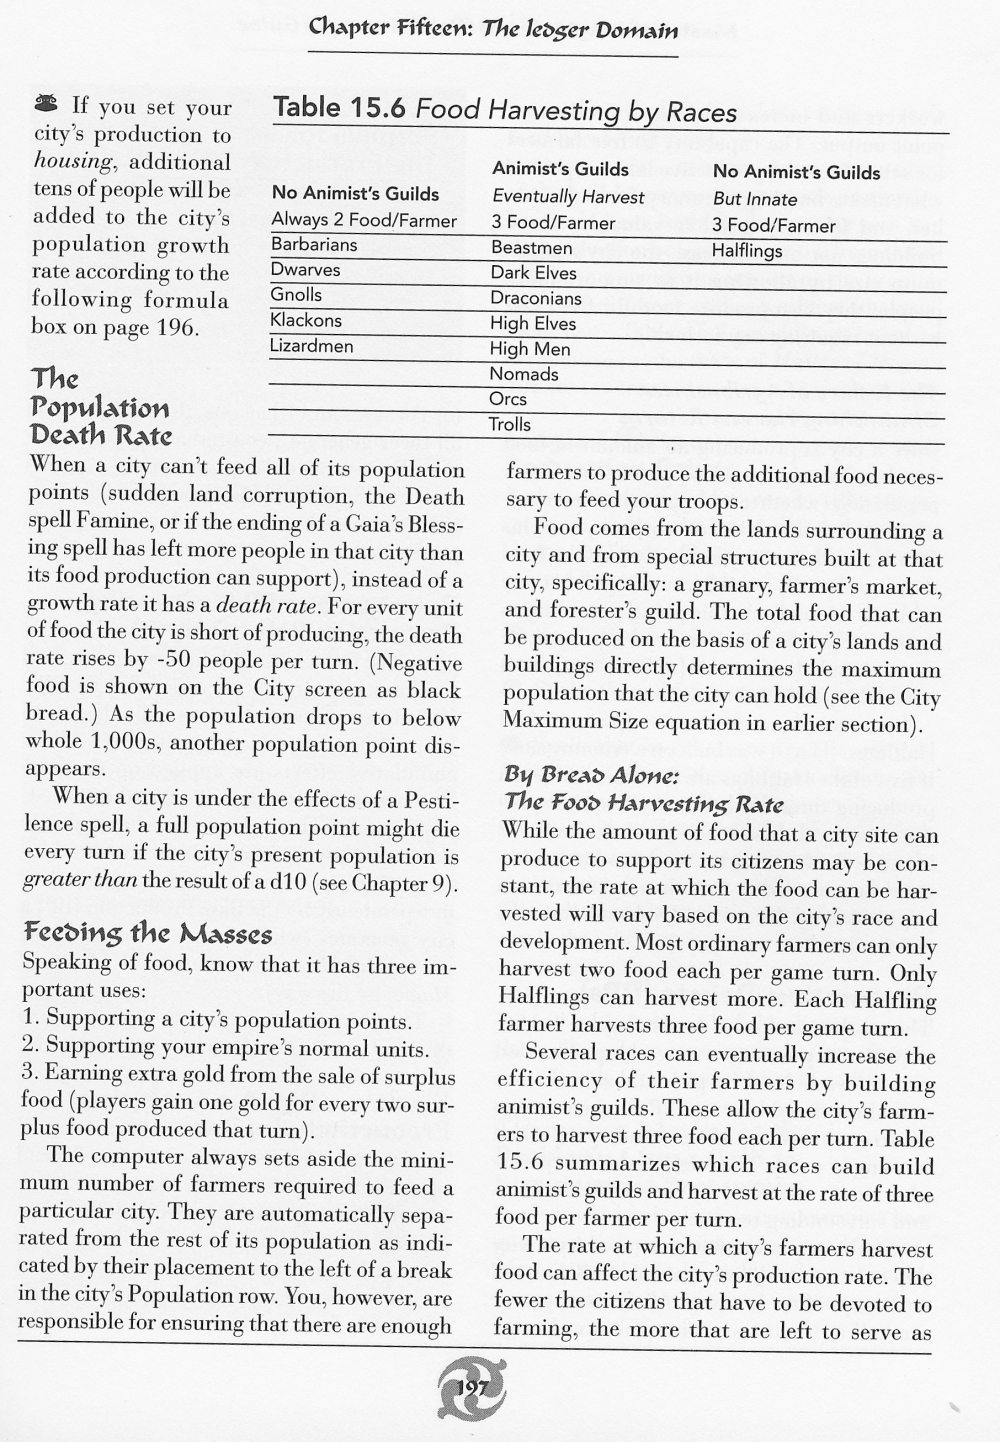 Chapter Fifteen: The ledger Domain
If you set your
city's production to
housing, additional
tens of people will be
added to the city's
population growth
rate according to the
following formula
box on page 196.
Table 15.6 Food Harvesting by Races
No Animist's Guilds
Always 2 Food/Farmer
Barbarians
Dwarves
Gnolls
Klackons
Lizardmen
Animist's Guilds
Eventually Harvest
3 Food/Farmer
Beastmen
Dark Elves
Draconians
High Elves
High Men
Nomads
Orcs
Trolls
No Animist's Guilds
But Innate
3 Food/Farmer
Halflings
The
Population
Death Rate
When a city can't feed all of its population
points (sudden land corruption, the Death
spell Famine, or if the ending of a Gaia's Bless-
ing spell has left more people in that city than
its food production can support), instead of a
growth rate it has a death rate. For every unit
of food the city is short of producing, the death
rate rises by -50 people per turn. (Negative
food is shown on the City screen as black
bread.) As the population drops to below
whole 1,000s, another population point dis-
appears.
When a city is under the effects of a Pesti-
lence spell, a full population point might die
every turn if the city's present population is
greater than the result of a d10 (see Chapter 9).
Feeding the Masses
Speaking of food, know that it has three im-
portant uses:
1. Supporting a city's population points.
2. Supporting your empire's normal units.
3. Earning extra gold from the sale of surplus
food (players gain one gold for every two sur-
plus food produced that turn).
The computer always sets aside the mini-
mum number of farmers required to feed a
particular city. They are automatically sepa-
rated from the rest of its population as indi-
cated by their placement to the left of a break
in the city's Population row. You, however, are
responsible for ensuring that there are enough
farmers to produce the additional food neces-
sary to feed your troops.
Food comes from the lands surrounding a
city and from special structures built at that
city, specifically: a granary, farmer's market,
and forester's guild. The total food that can
be produced on the basis of a city's lands and
buildings directly determines the maximum
population that the city can hold (see the City
Maximum Size equation in earlier section).
By Bread Alone:
The Food Harvesting Rate
While the amount of food that a city site can
produce to support its citizens may be con-
stant, the rate at which the food can be har-
vested will vary based on the city's race and
development. Most ordinary farmers can only
harvest two food each per game turn. Only
Halflings can harvest more. Each Halfling
farmer harvests three food per game turn.
Several races can eventually increase the
efficiency of their farmers by building
animist's guilds. These allow the city's farm-
ers to harvest three food each per turn. Table
15.6 summarizes which races can build
animist's guilds and harvest at the rate of three
food per farmer per turn.
The rate at which a city's farmers harvest
food can affect the city's production rate. The
fewer the citizens that have to be devoted to
farming, the more that are left to serve as
197